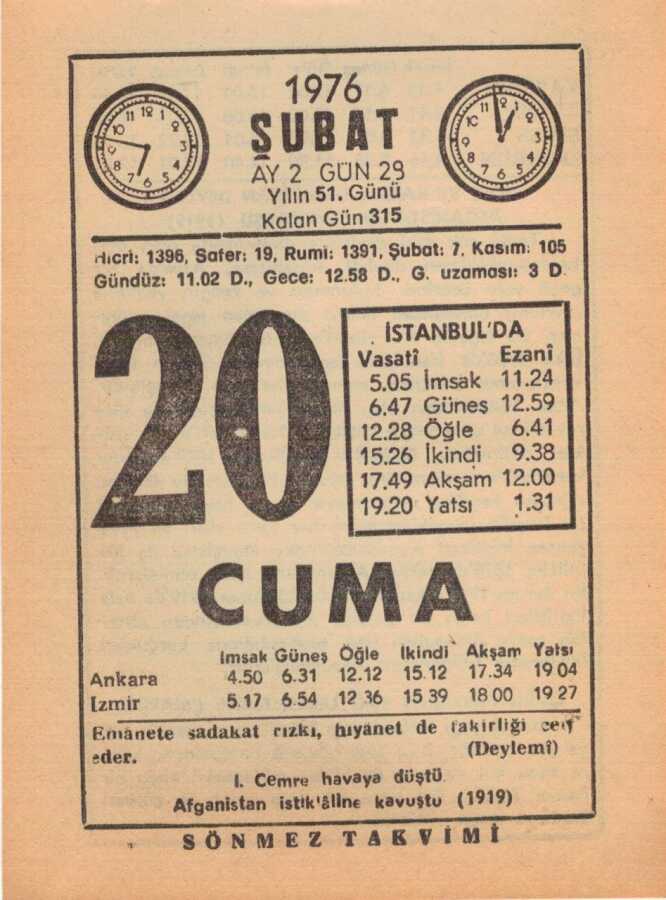 1976
ŞUBAT
AY 2 GÜN 29
Yılın 51. Günü
Kalan Gün 315
Hicri: 1396, Safer: 19, Rumi: 1391, Şubat: 7, Kasım: 105
Gündüz: 11.02 D., Gece: 12.58 D., G. uzaması: 3 D.
20
İSTANBUL'DA
Vasatî Ezanî
5.05 İmsak 11.24
6.47 Güneş 12.59
12.28 Öğle 6.41
15.26 İkindi 9.38
17.49 Akşam 12.00
19.20 Yatsı 1.31
CUMA
İmsak Güneş Öğle İkindi Akşam Yatsı
Ankara 4.50 6.31 12.12 15.12 17.34 19 04
İzmir 5.17 6.54 12 36 15 39 18 00 19 27
Emânete sadakat rızkı, hıyânet de fakirliği celp
eder. (Deylemî)
I. Cemre havaya düştü.
Afganistan istik'lâline kavuştu (1919)
SÖNMEZ TAKVİMİ